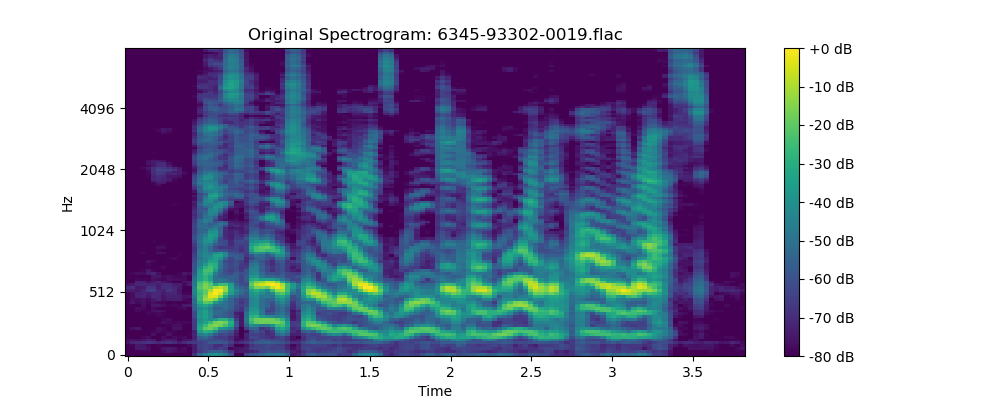 Original Spectrogram: 6345-93302-0019.flac
Hz
4096
2048
1024
512
0
0 0.5 1 1.5 2 2.5 3 3.5
Time
+0 dB
-10 dB
-20 dB
-30 dB
-40 dB
-50 dB
-60 dB
-70 dB
-80 dB